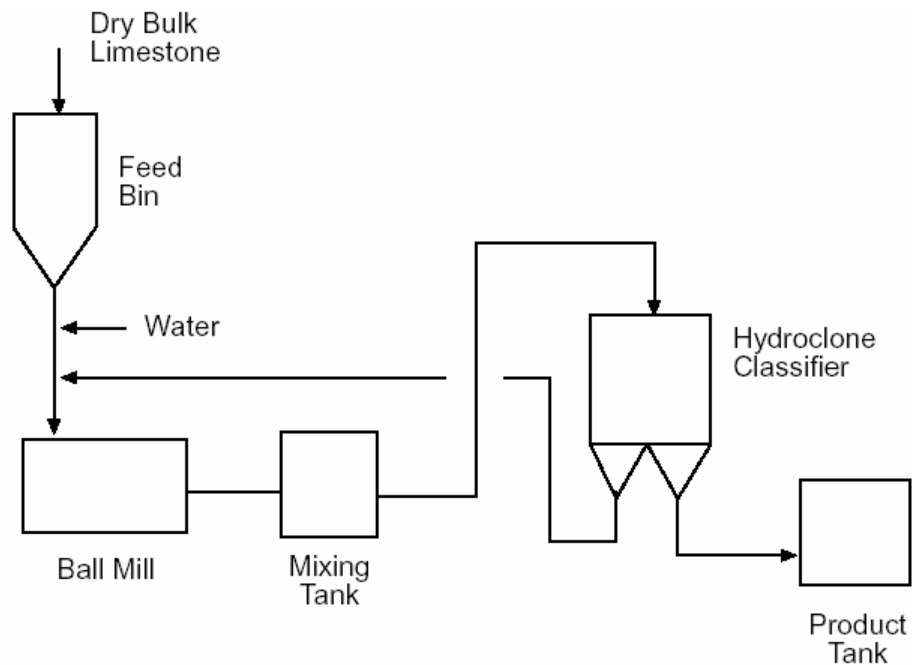 Dry Bulk
Limestone
Feed
Bin
Water
Hydroclone
Classifier
Ball Mill
Mixing
Tank
Product
Tank